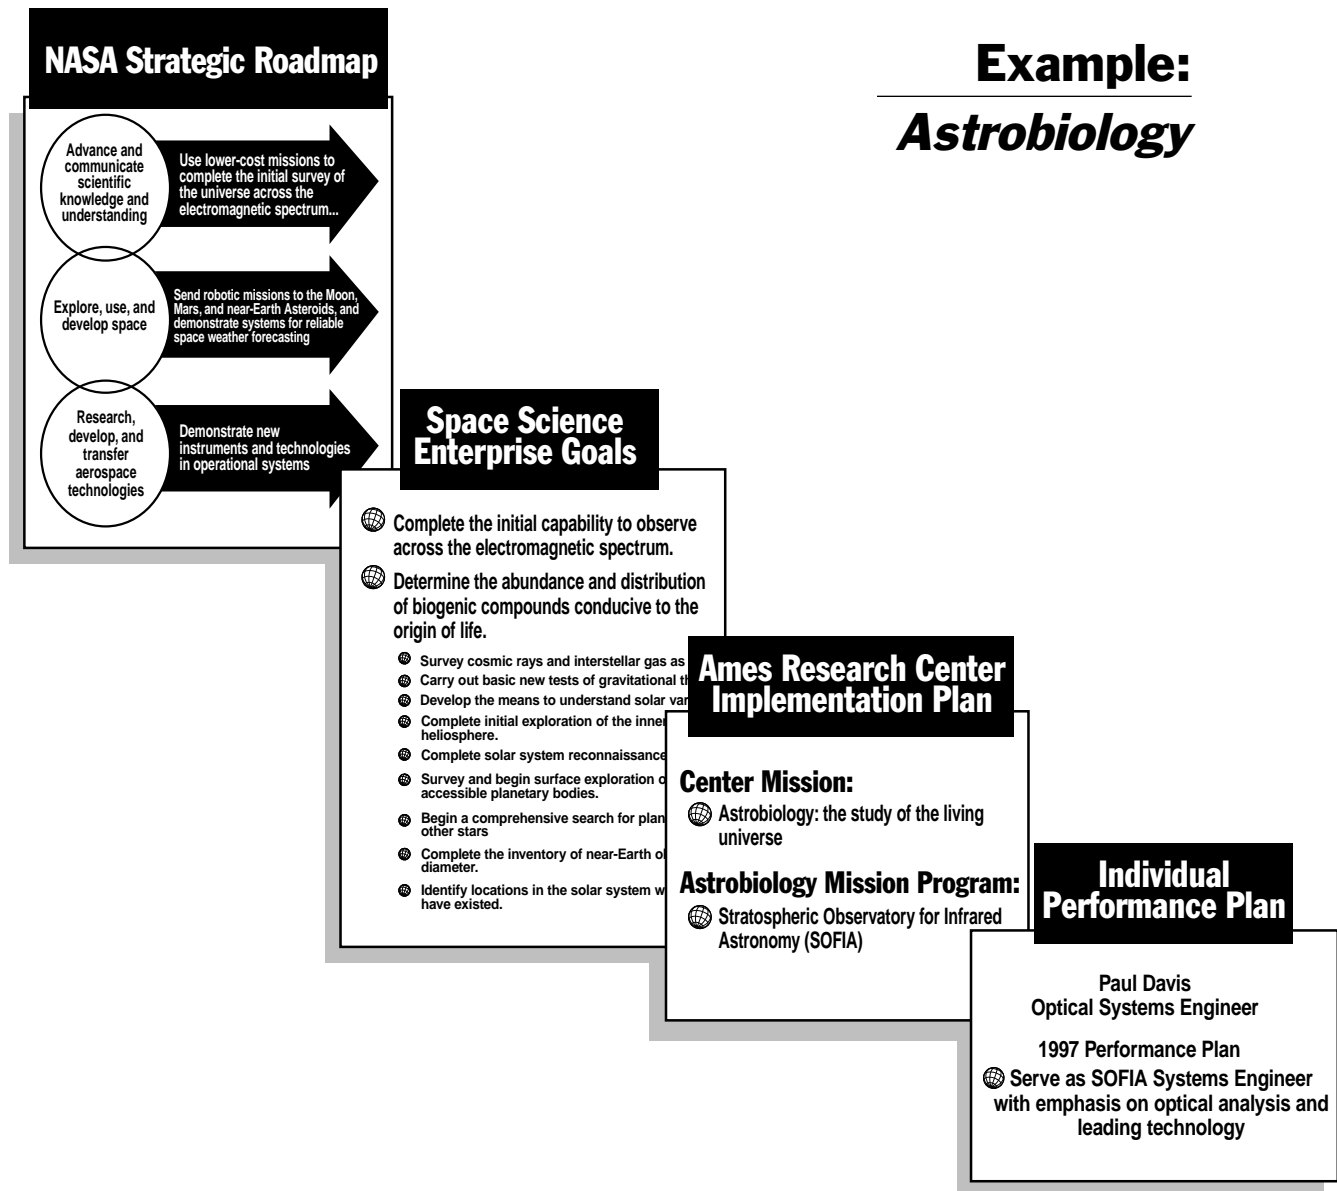 NASA Strategic Roadmap
Example:
Astrobiology
Advance and
communicate
scientific
knowledge and
understanding
Use lower-cost missions to
complete the initial survey of
the universe across the
electromagnetic spectrum...
Explore, use, and
develop space
Send robotic missions to the Moon,
Mars, and near-Earth Asteroids, and
demonstrate systems for reliable
space weather forecasting
Research,
develop, and
transfer
aerospace
technologies
Demonstrate new
instruments and technologies
in operational systems
Space Science
Enterprise Goals
Complete the initial capability to observe
across the electromagnetic spectrum.
Determine the abundance and distribution
of biogenic compounds conducive to the
origin of life.
Survey cosmic rays and interstellar gas as
Carry out basic new tests of gravitational
Develop the means to understand solar
Complete initial exploration of the inner
heliosphere.
Complete solar system reconnaissance
Survey and begin surface exploration
accessible planetary bodies.
Begin a comprehensive search for
other stars
Complete the inventory of near-Earth
diameter.
Identify locations in the solar system
have existed.
Ames Research Center
Implementation Plan
Center Mission:
Astrobiology: the study of the living
universe
Astrobiology Mission Program:
Stratospheric Observatory for Infrared
Astronomy (SOFIA)
Individual
Performance Plan
Paul Davis
Optical Systems Engineer
1997 Performance Plan
Serve as SOFIA Systems Engineer
with emphasis on optical analysis and
leading technology